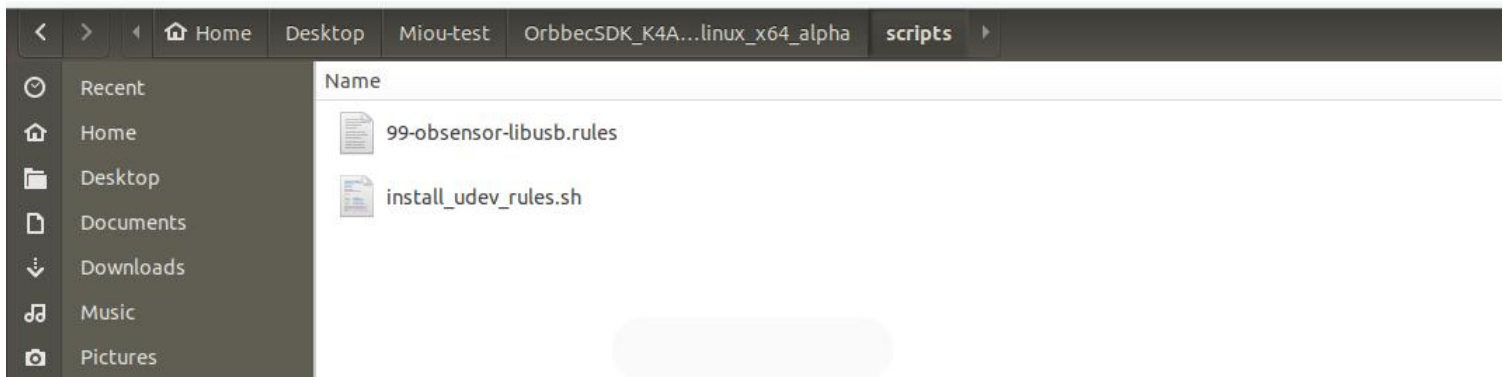 Home Desktop Miou-test OrbbecSDK_K4A...linux_x64_alpha scripts
Recent
Home
Desktop
Documents
Downloads
Music
Pictures
Name
99-obsensor-libusb.rules
install_udev_rules.sh